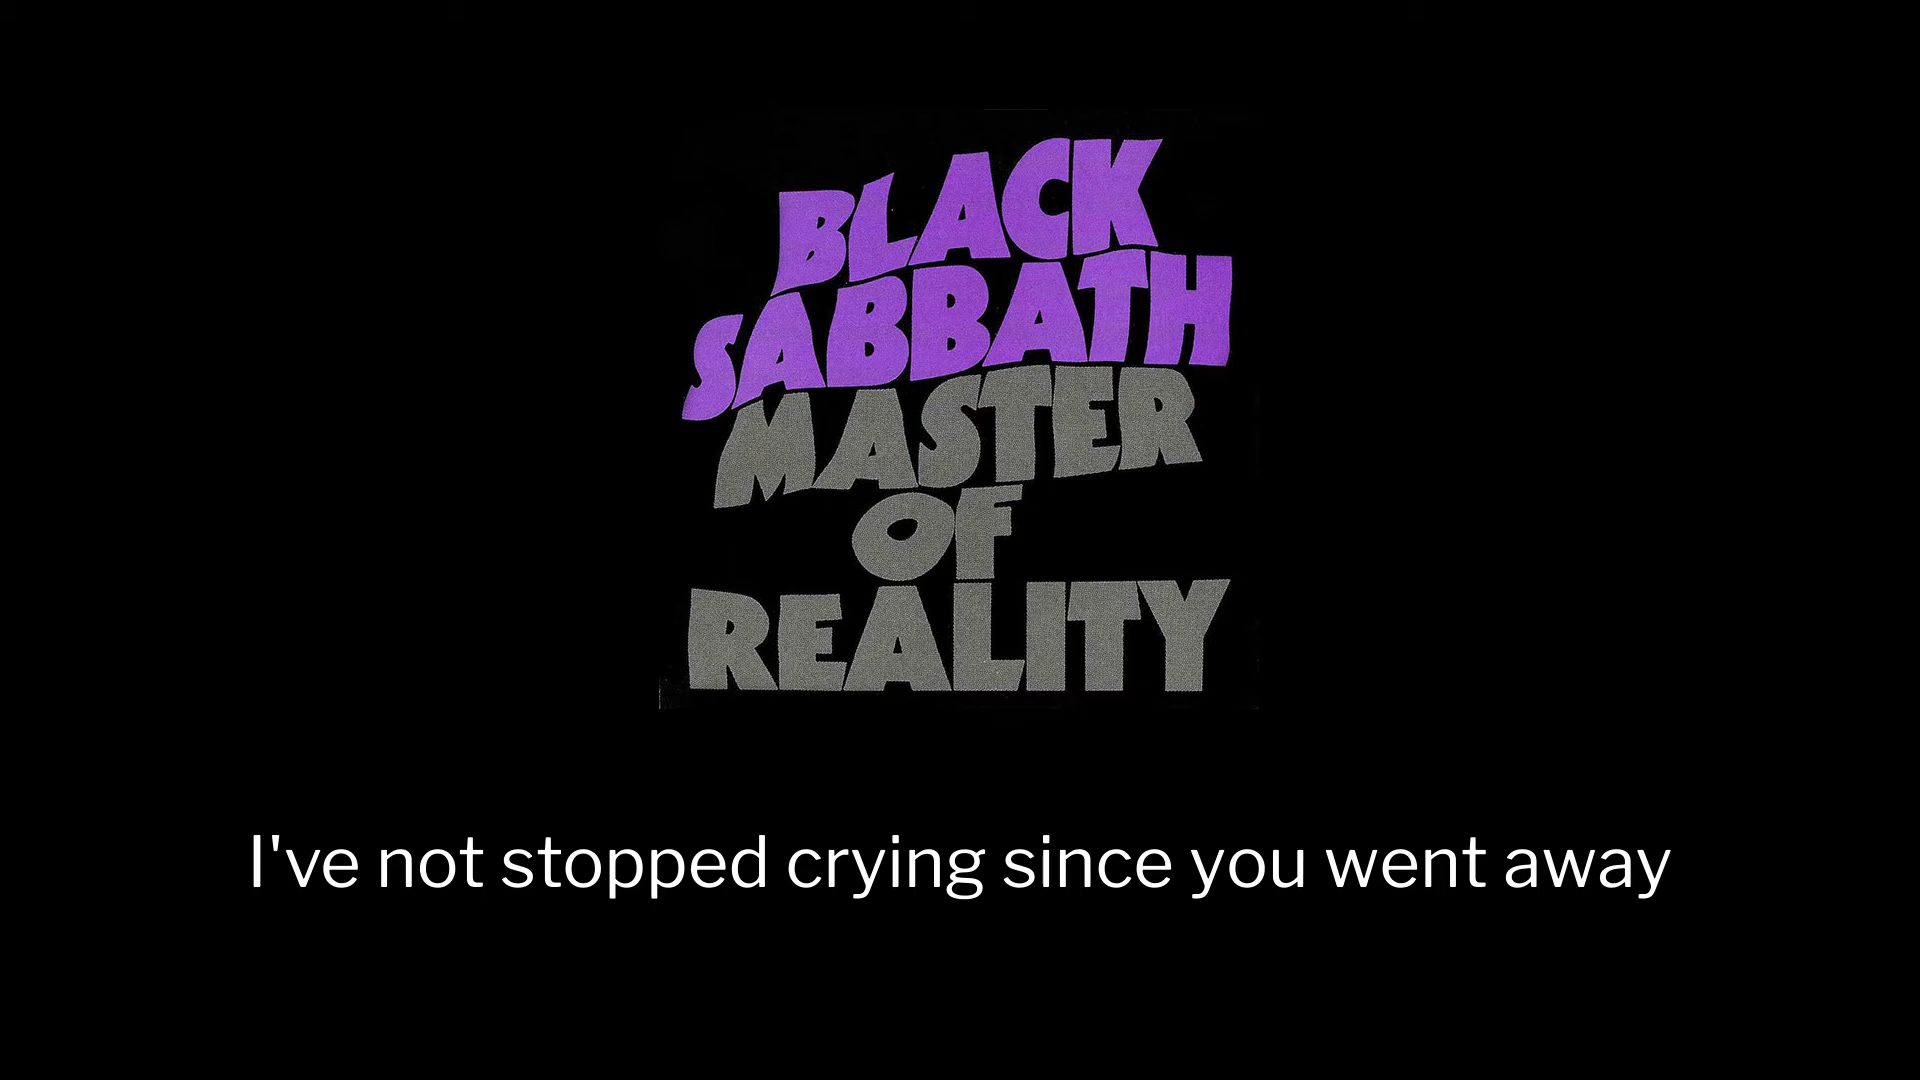 BLACK
SABBATH
MASTER
OF
REALITY
I've not stopped crying since you went away